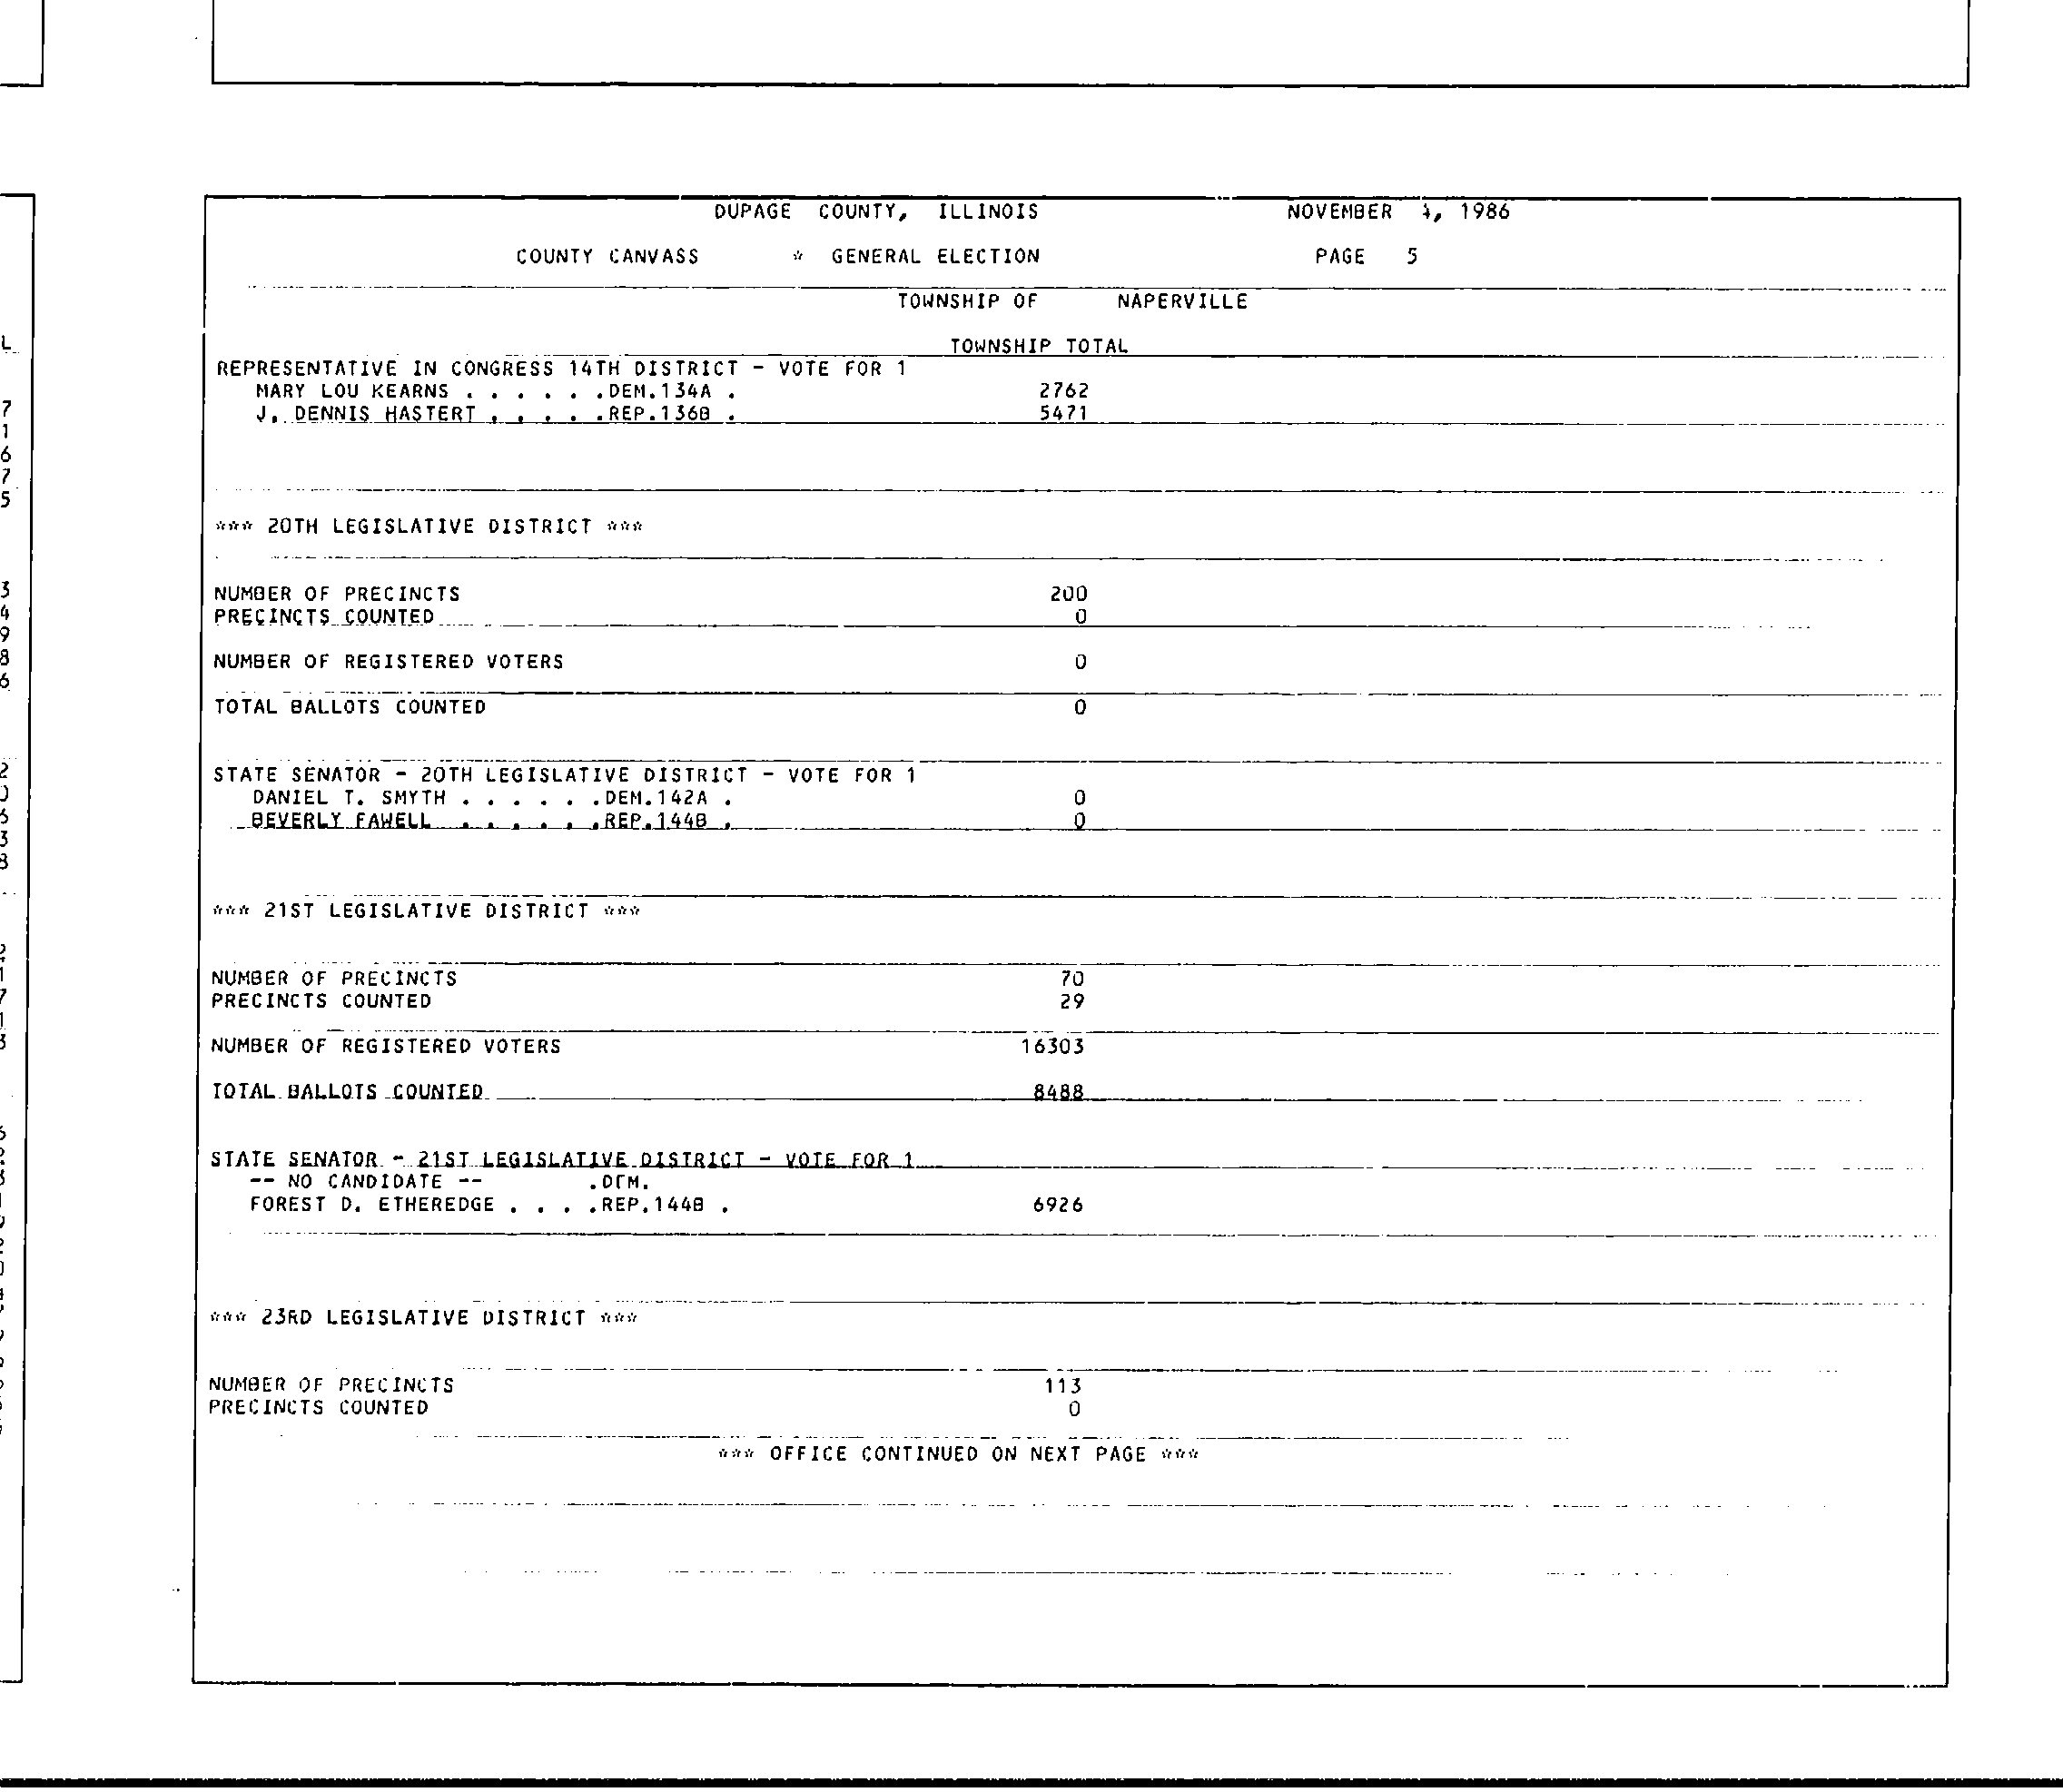 DUPAGE COUNTY, ILLINOIS NOVEMBER 4, 1986
COUNTY CANVASS * GENERAL ELECTION PAGE 5
TOWNSHIP OF NAPERVILLE
TOWNSHIP TOTAL
REPRESENTATIVE IN CONGRESS 14TH DISTRICT - VOTE FOR 1
MARY LOU KEARNS . . . . . .DEM.134A . 2762
J. DENNIS HASTERT . . . . .REP.136B . 5471
*** 20TH LEGISLATIVE DISTRICT ***
NUMBER OF PRECINCTS 200
PRECINCTS COUNTED 0
NUMBER OF REGISTERED VOTERS 0
TOTAL BALLOTS COUNTED 0
STATE SENATOR - 20TH LEGISLATIVE DISTRICT - VOTE FOR 1
DANIEL T. SMYTH . . . . . .DEM.142A . 0
BEVERLY FAWELL . . . . . .REP.144B . 0
*** 21ST LEGISLATIVE DISTRICT ***
NUMBER OF PRECINCTS 70
PRECINCTS COUNTED 29
NUMBER OF REGISTERED VOTERS 16303
TOTAL BALLOTS COUNTED 8488
STATE SENATOR - 21ST LEGISLATIVE DISTRICT - VOTE FOR 1
-- NO CANDIDATE -- .DEM.
FOREST D. ETHEREDGE . . . .REP.144B . 6926
*** 23RD LEGISLATIVE DISTRICT ***
NUMBER OF PRECINCTS 113
PRECINCTS COUNTED 0
*** OFFICE CONTINUED ON NEXT PAGE ***